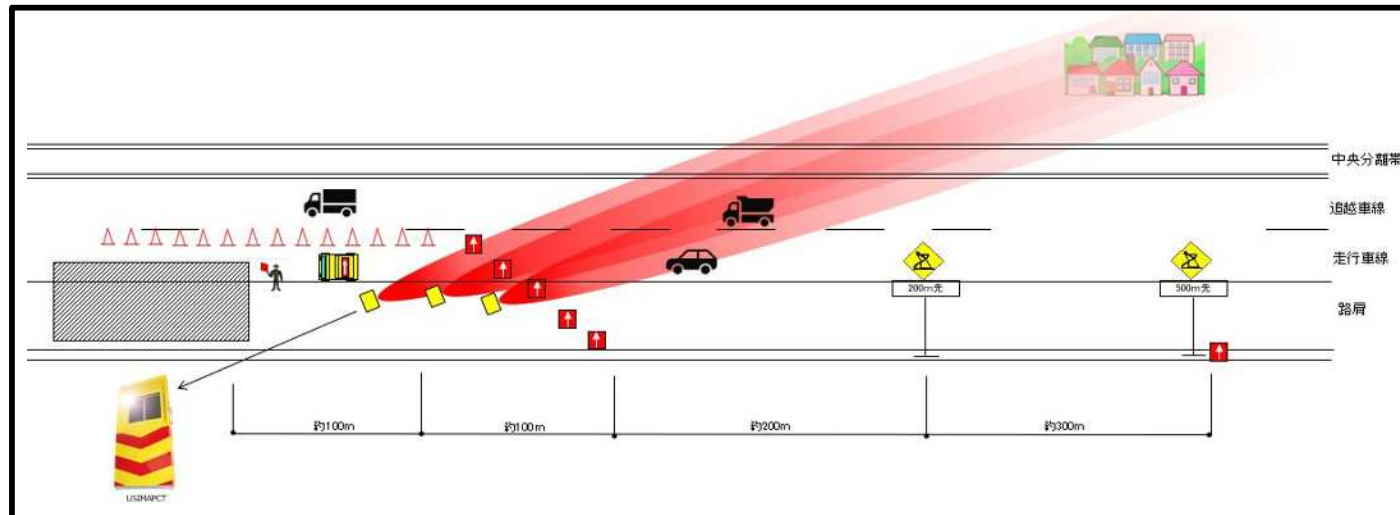 中央分離帯
追越車線
走行車線
200m先
500m先
路肩
約100m
約100m
約200m
約300m
USIMAPCT